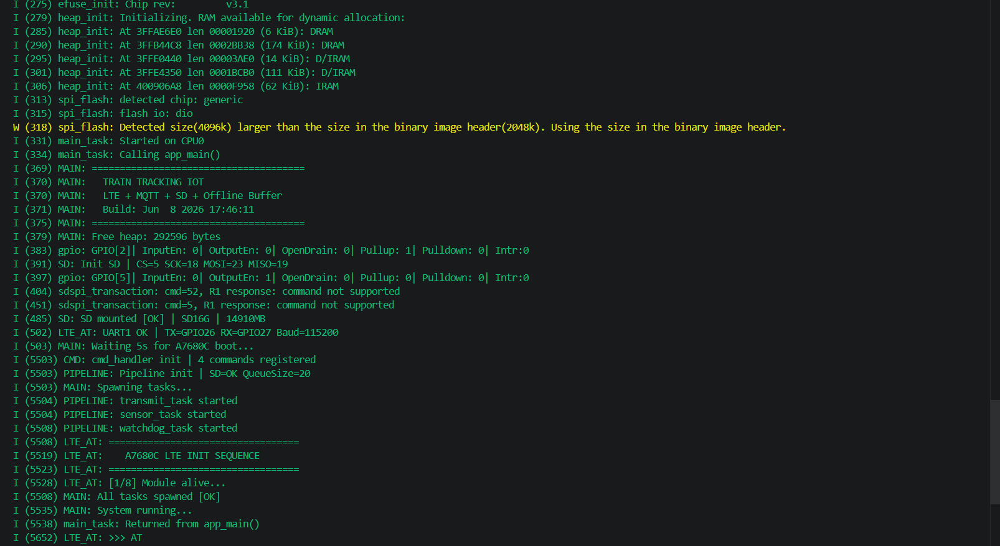 I (275) efuse_init: Chip rev:         v3.1
I (279) heap_init: Initializing. RAM available for dynamic allocation:
I (285) heap_init: At 3FFAE6E0 len 00001920 (6 KiB): DRAM
I (290) heap_init: At 3FFB44C8 len 0002BB38 (174 KiB): DRAM
I (295) heap_init: At 3FFE0440 len 00003AE0 (14 KiB): D/IRAM
I (301) heap_init: At 3FFE4350 len 0001BCB0 (111 KiB): D/IRAM
I (306) heap_init: At 400906A8 len 0000F958 (62 KiB): IRAM
I (313) spi_flash: detected chip: generic
I (315) spi_flash: flash io: dio
W (318) spi_flash: Detected size(4096k) larger than the size in the binary image header(2048k). Using the size in the binary image header.
I (331) main_task: Started on CPU0
I (334) main_task: Calling app_main()
I (369) MAIN: ======================================
I (370) MAIN:   TRAIN TRACKING IOT
I (370) MAIN:   LTE + MQTT + SD + Offline Buffer
I (371) MAIN:   Build: Jun  8 2026 17:46:11
I (375) MAIN: ======================================
I (379) MAIN: Free heap: 292596 bytes
I (383) gpio: GPIO[2]| InputEn: 0| OutputEn: 0| OpenDrain: 0| Pullup: 1| Pulldown: 0| Intr:0
I (391) SD: Init SD | CS=5 SCK=18 MOSI=23 MISO=19
I (397) gpio: GPIO[5]| InputEn: 0| OutputEn: 1| OpenDrain: 0| Pullup: 0| Pulldown: 0| Intr:0
I (404) sdspi_transaction: cmd=52, R1 response: command not supported
I (451) sdspi_transaction: cmd=5, R1 response: command not supported
I (485) SD: SD mounted [OK] | SD16G | 14910MB
I (502) LTE_AT: UART1 OK | TX=GPIO26 RX=GPIO27 Baud=115200
I (503) MAIN: Waiting 5s for A7680C boot...
I (5503) CMD: cmd_handler init | 4 commands registered
I (5503) PIPELINE: Pipeline init | SD=OK QueueSize=20
I (5503) MAIN: Spawning tasks...
I (5504) PIPELINE: transmit_task started
I (5504) PIPELINE: sensor_task started
I (5508) PIPELINE: watchdog_task started
I (5508) LTE_AT: ==================================
I (5519) LTE_AT:    A7680C LTE INIT SEQUENCE
I (5523) LTE_AT: ==================================
I (5528) LTE_AT: [1/8] Module alive...
I (5508) MAIN: All tasks spawned [OK]
I (5535) MAIN: System running...
I (5538) main_task: Returned from app_main()
I (5652) LTE_AT: >>> AT